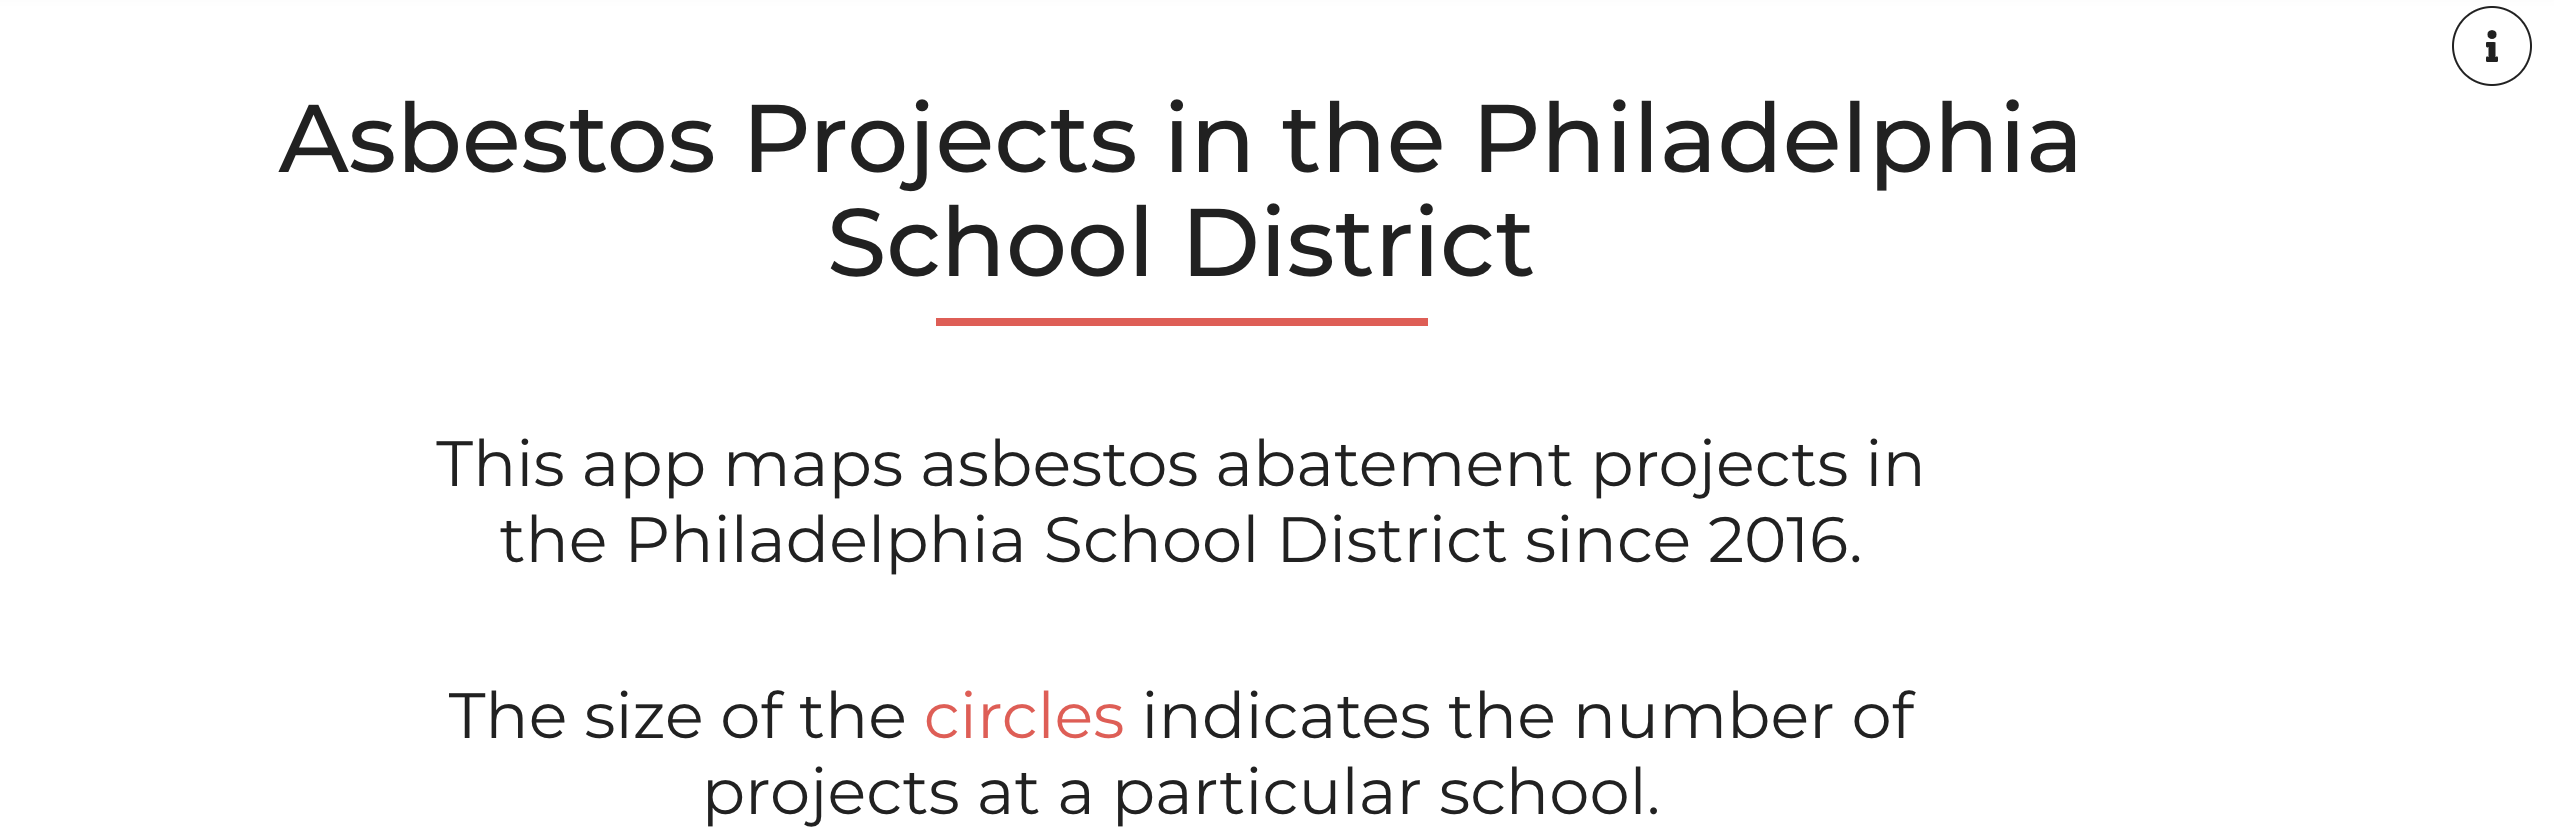 i
Asbestos Projects in the Philadelphia
School District
This app maps asbestos abatement projects in
the Philadelphia School District since 2016.
The size of the circles indicates the number of
projects at a particular school.